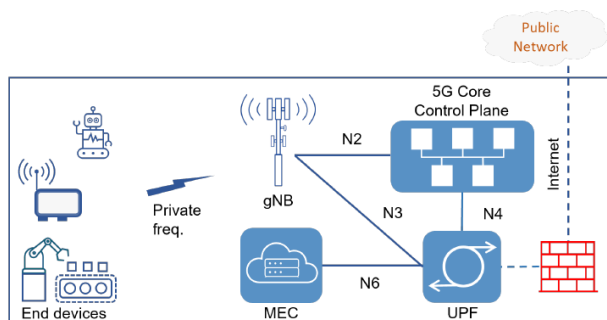 Public
Network
5G Core
Control Plane
N2
Internet
gNB
Private
freq.
N3
N4
N6
End devices
MEC
UPF